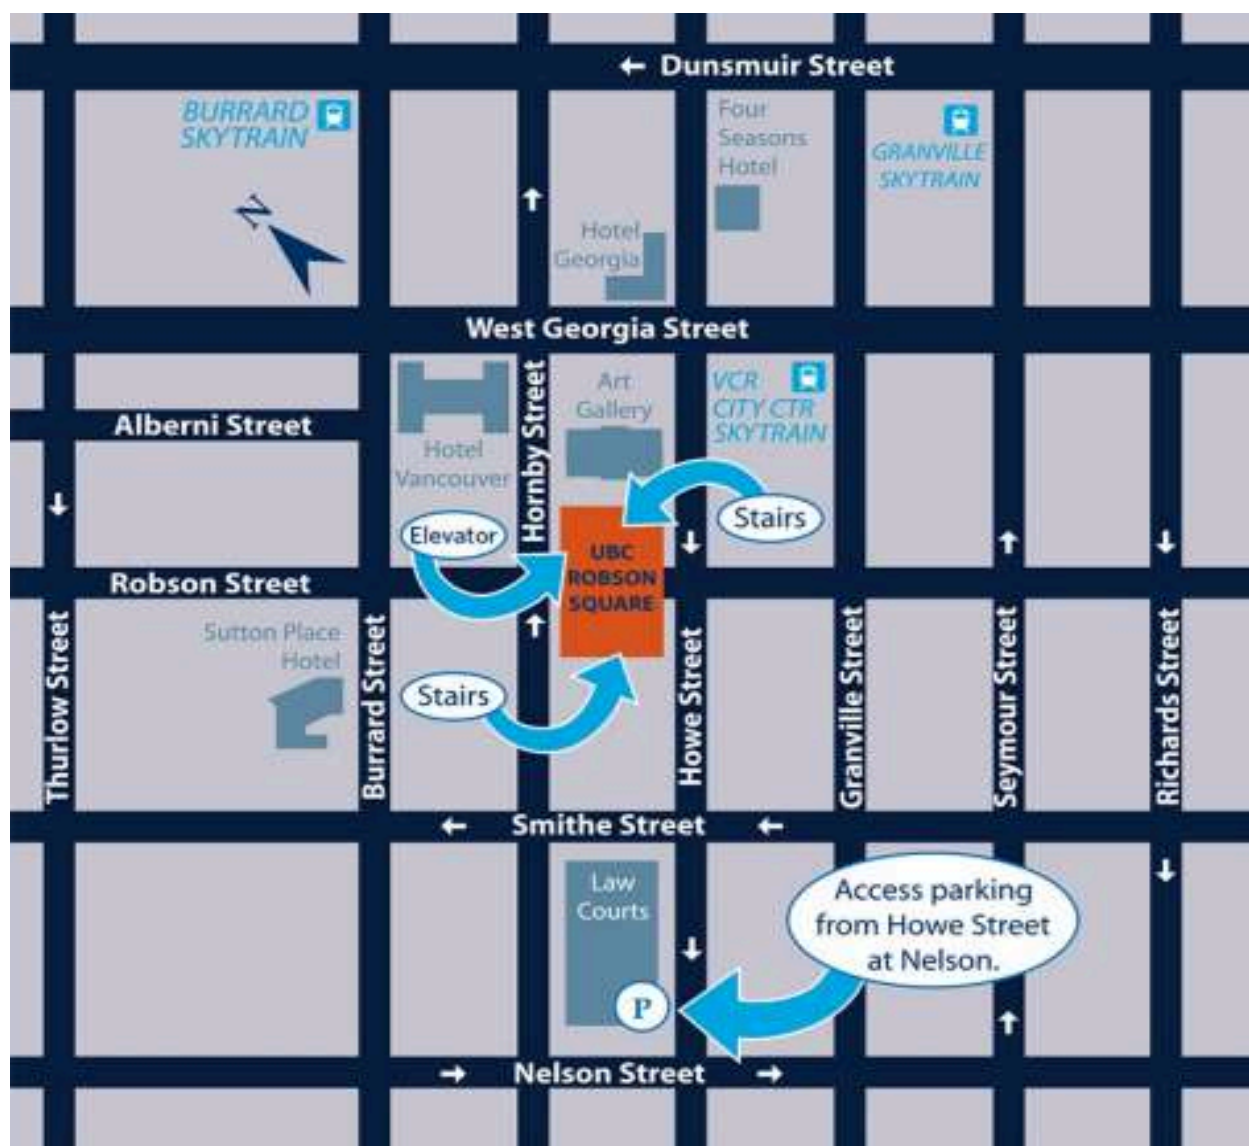 Dunsmuir Street
BURRARD
SKYTRAIN
Four
Seasons
Hotel
GRANVILLE
SKYTRAIN
N
Hotel
Georgia
West Georgia Street
Alberni Street
Hotel
Vancouver
Hornby Street
Art
Gallery
VCR
CITY CTR
SKYTRAIN
Elevator
Stairs
UBC
ROBSON
SQUARE
Robson Street
Sutton Place
Hotel
Stairs
Thurlow Street
Burrard Street
Howe Street
Granville Street
Seymour Street
Richards Street
Smithe Street
Law
Courts
P
Access parking
from Howe Street
at Nelson.
Nelson Street